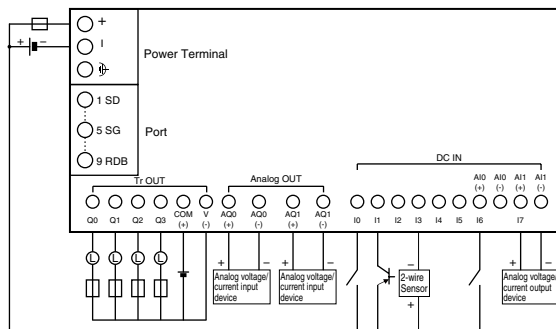 +
+ −
I
Power Terminal
1 SD
5 SG
Port
9 RDB
Tr OUT
Analog OUT
DC IN
AI0 (+)
AI0 (-)
AI1 (+)
AI1 (-)
Q0 Q1 Q2 Q3 COM (+) V (-) AQ0 (+) AQ0 (-) AQ1 (+) AQ1 (-) I0 I1 I2 I3 I4 I5 I6 I7
L L L L
+ − + − − + −
Analog voltage/
current input
device
Analog voltage/
current input
device
2-wire
Sensor
+
Analog voltage/
current output
device